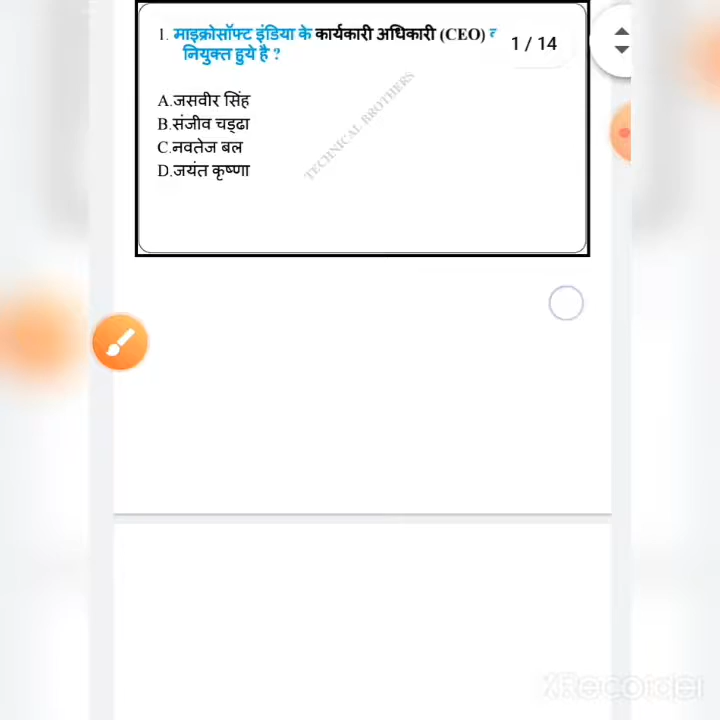 1. माइक्रोसॉफ्ट इंडिया के कार्यकारी अधिकारी (CEO)
नियुक्त हुये है ?
1 / 14
A.जसवीर सिंह
B.संजीव चड्ढा
C.नवतेज बल
D.जयंत कृष्णा
TECHNICAL BROTHERS
XRecorder